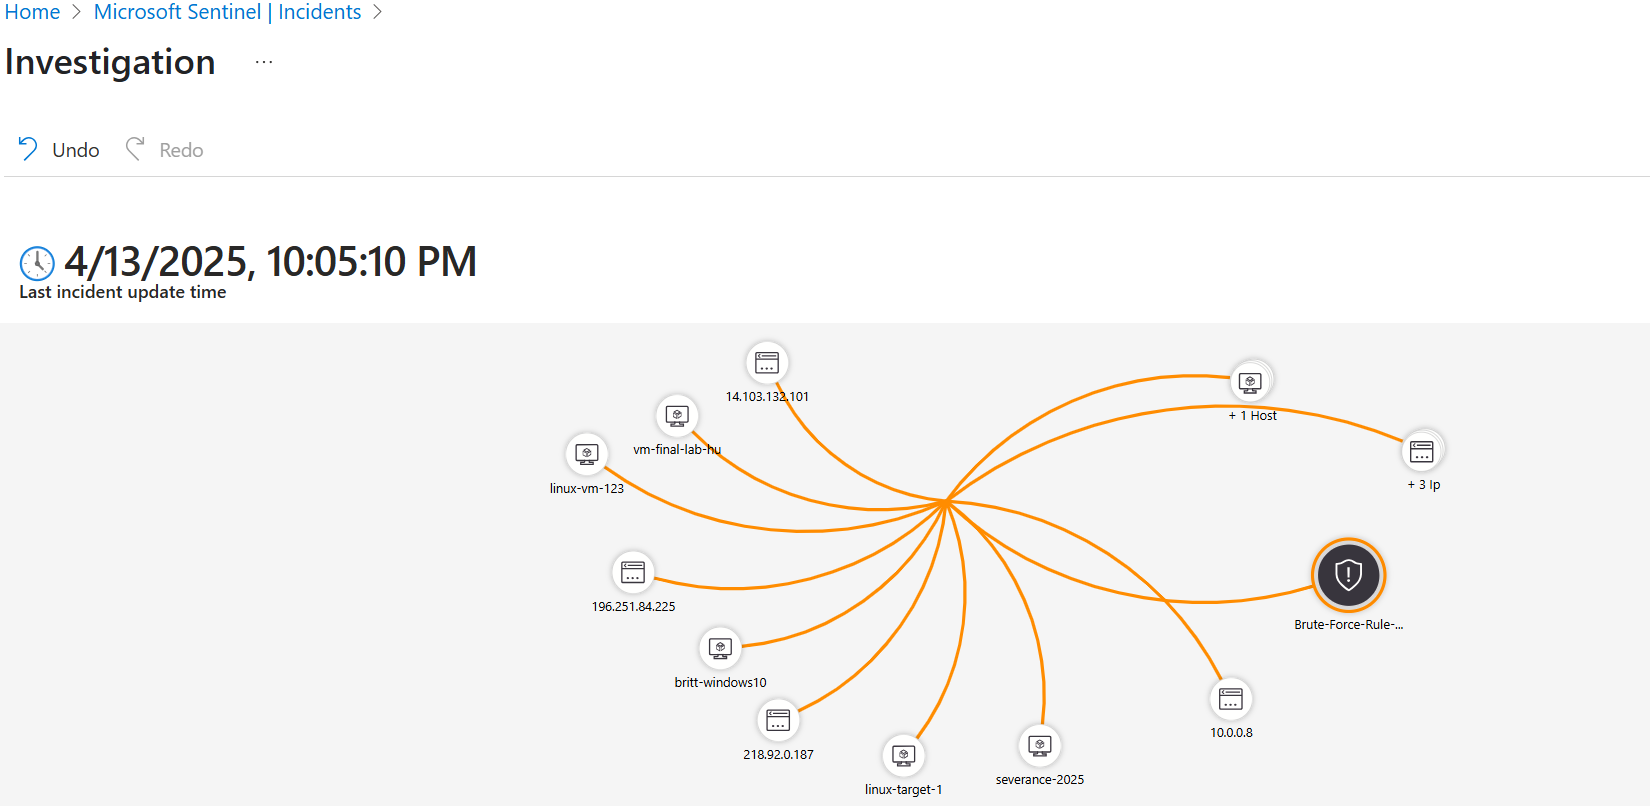 Home > Microsoft Sentinel | Incidents >
Investigation ...
Undo Redo
4/13/2025, 10:05:10 PM
Last incident update time
14.103.132.101
+ 1 Host
vm-final-lab-hu
linux-vm-123
+ 3 Ip
196.251.84.225
Brute-Force-Rule-...
britt-windows10
10.0.0.8
218.92.0.187
severance-2025
linux-target-1